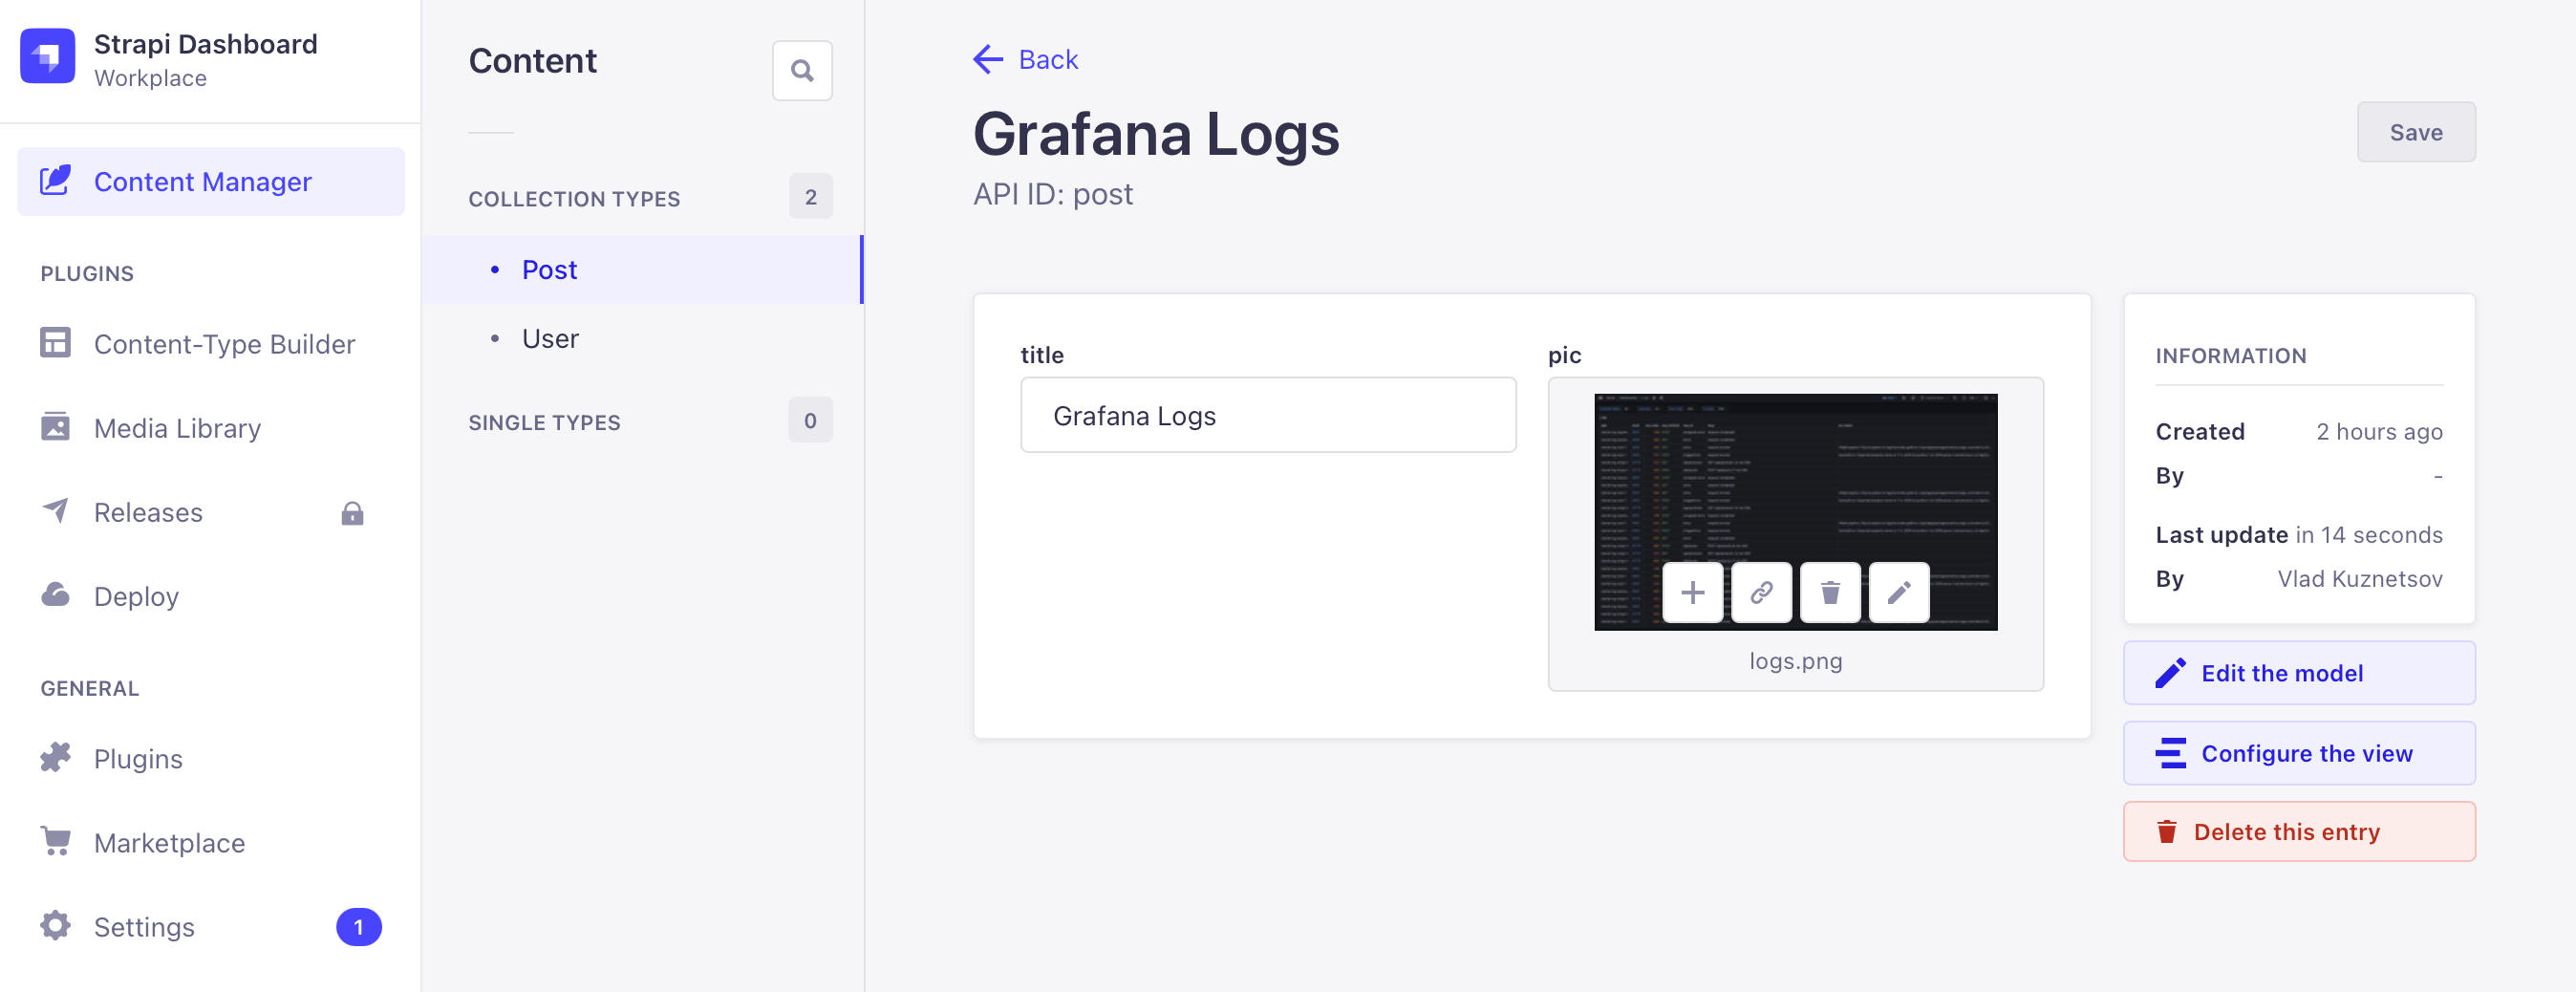 Strapi Dashboard
Workplace
Content Manager
PLUGINS
Content-Type Builder
Media Library
Releases
Deploy
GENERAL
Plugins
Marketplace
Settings
1
Content
COLLECTION TYPES
2
Post
User
SINGLE TYPES
0
Back
Grafana Logs
API ID: post
Save
title
Grafana Logs
pic
logs.png
INFORMATION
Created 2 hours ago
By -
Last update in 14 seconds
By Vlad Kuznetsov
Edit the model
Configure the view
Delete this entry